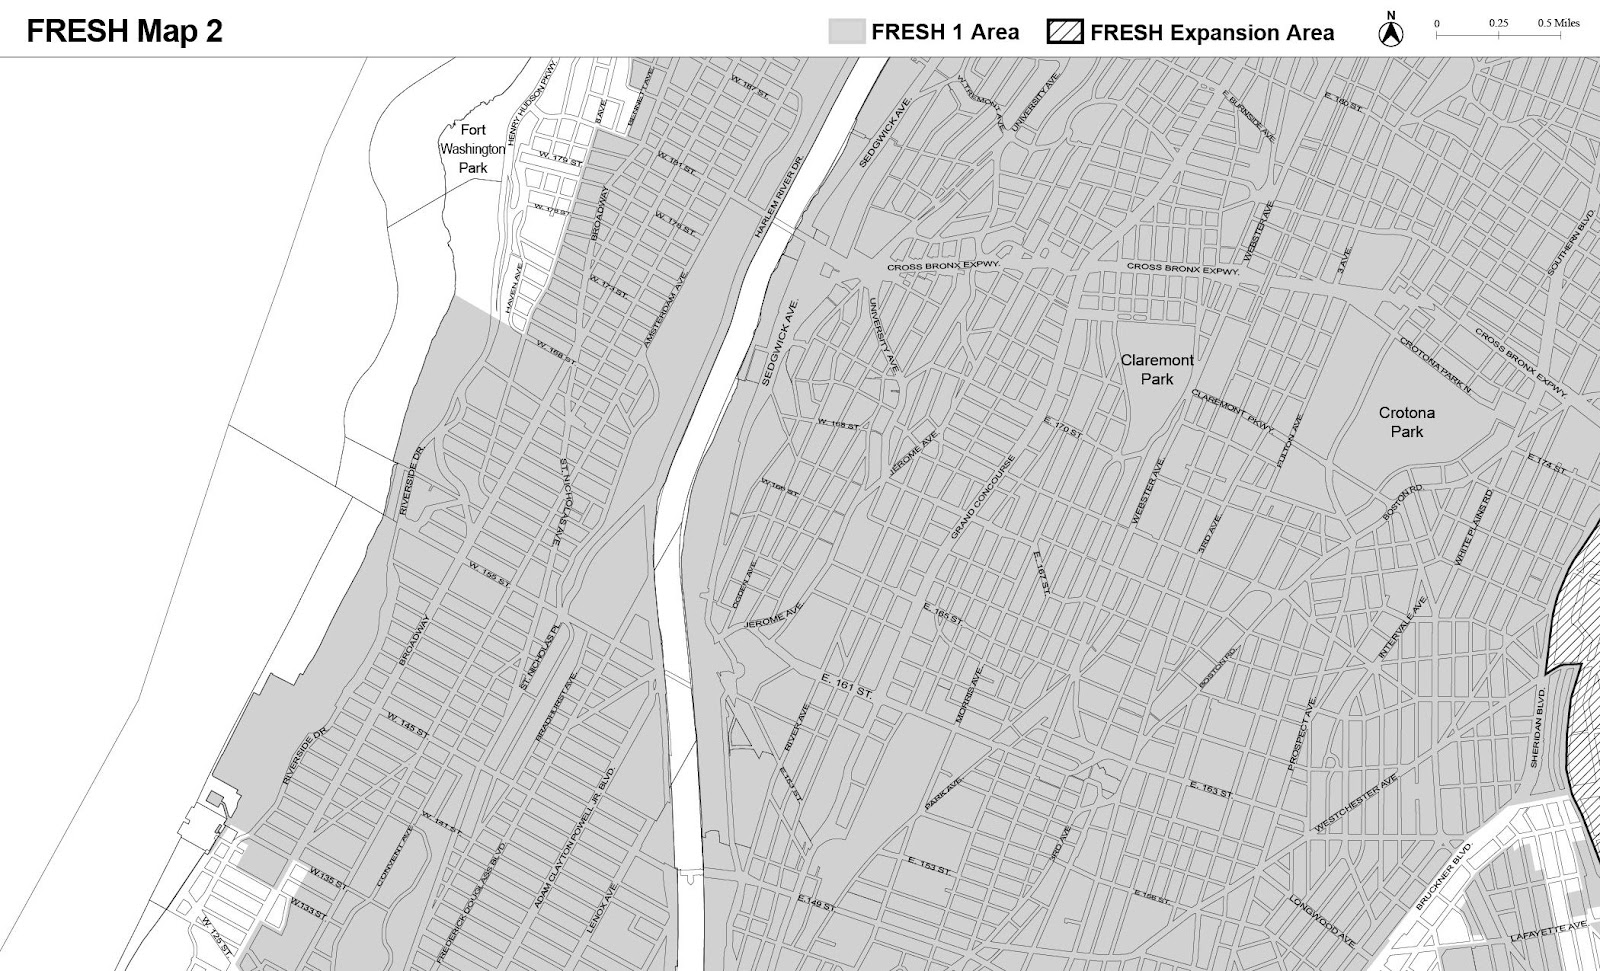 FRESH Map 2
FRESH 1 Area
FRESH Expansion Area
N
0
0.25
0.5 Miles
HENRY HUDSON PKWY.
BENNETT AVE.
W. 187 ST.
W. TREMONT AVE.
UNIVERSITY AVE.
E. BURNSIDE AVE.
E. 180 ST.
SEDGWICK AVE.
Fort
Washington
Park
W. 179 ST.
W. 181 ST.
HARLEM RIVER DR.
BROADWAY
W. 176 ST.
WEBSTER AVE.
3 AVE.
SOUTHERN BLVD.
CROSS BRONX EXPWY.
CROSS BRONX EXPWY.
HAVEN AVE.
W. 174 ST.
AMSTERDAM AVE.
SEDGWICK AVE.
UNIVERSITY AVE.
CROSS BRONX EXPWY.
W. 168 ST.
Claremont
Park
CROTONA PARK N.
CLAREMONT PKWY.
Crotona
Park
W. 168 ST.
E. 170 ST.
FULTON AVE.
JEROME AVE.
E. 174 ST.
RIVERSIDE DR.
ST. NICHOLAS AVE.
GRAND CONCOURSE
WEBSTER AVE.
BOSTON RD.
WHITE PLAINS RD
3RD AVE.
W. 155 ST.
OGDEN AVE.
E. 167 ST.
JEROME AVE.
E. 165 ST.
INTERVALE AVE.
BROADWAY
ST. NICHOLAS PL.
BOSTON RD.
E. 161 ST.
MORRIS AVE.
BRADHURST AVE.
RIVER AVE.
PROSPECT AVE.
SHERIDAN BLVD.
W. 145 ST.
RIVERSIDE DR.
E. 153 ST.
PARK AVE.
E. 163 ST.
WESTCHESTER AVE.
ADAM CLAYTON POWELL JR. BLVD.
W. 141 ST.
CONVENT AVE.
3RD AVE.
FREDERICK DOUGLASS BLVD.
E. 153 ST.
BRUCKNER BLVD.
W. 135 ST.
LENOX AVE.
E. 149 ST.
E. 156 ST.
W. 133 ST.
LONGWOOD AVE.
W. 125 ST.
LAFAYETTE AVE.